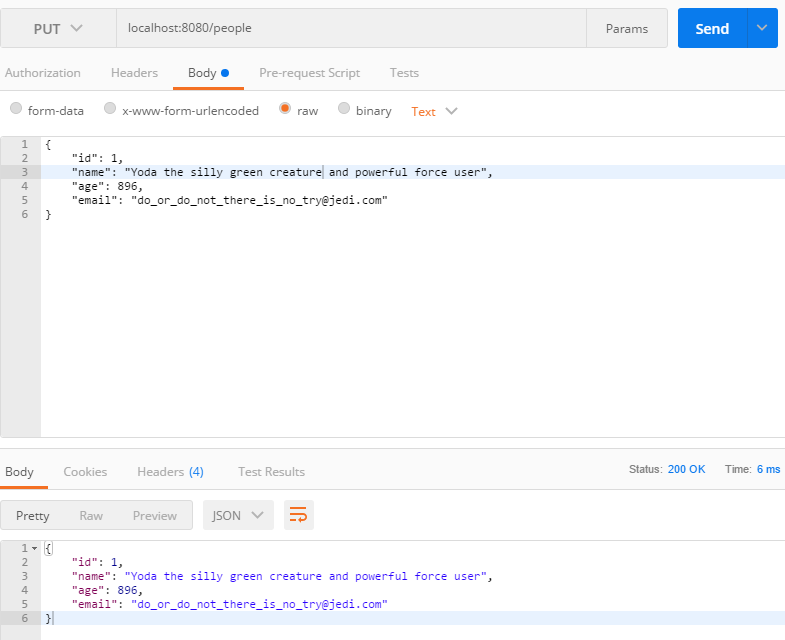 PUT localhost:8080/people Params Send
Authorization Headers Body Pre-request Script Tests
form-data x-www-form-urlencoded raw binary Text
1 {
2 "id": 1,
3 "name": "Yoda the silly green creature and powerful force user",
4 "age": 896,
5 "email": "do_or_do_not_there_is_no_try@jedi.com"
6 }
Body Cookies Headers (4) Test Results Status: 200 OK Time: 6 ms
Pretty Raw Preview JSON
1 {
2 "id": 1,
3 "name": "Yoda the silly green creature and powerful force user",
4 "age": 896,
5 "email": "do_or_do_not_there_is_no_try@jedi.com"
6 }